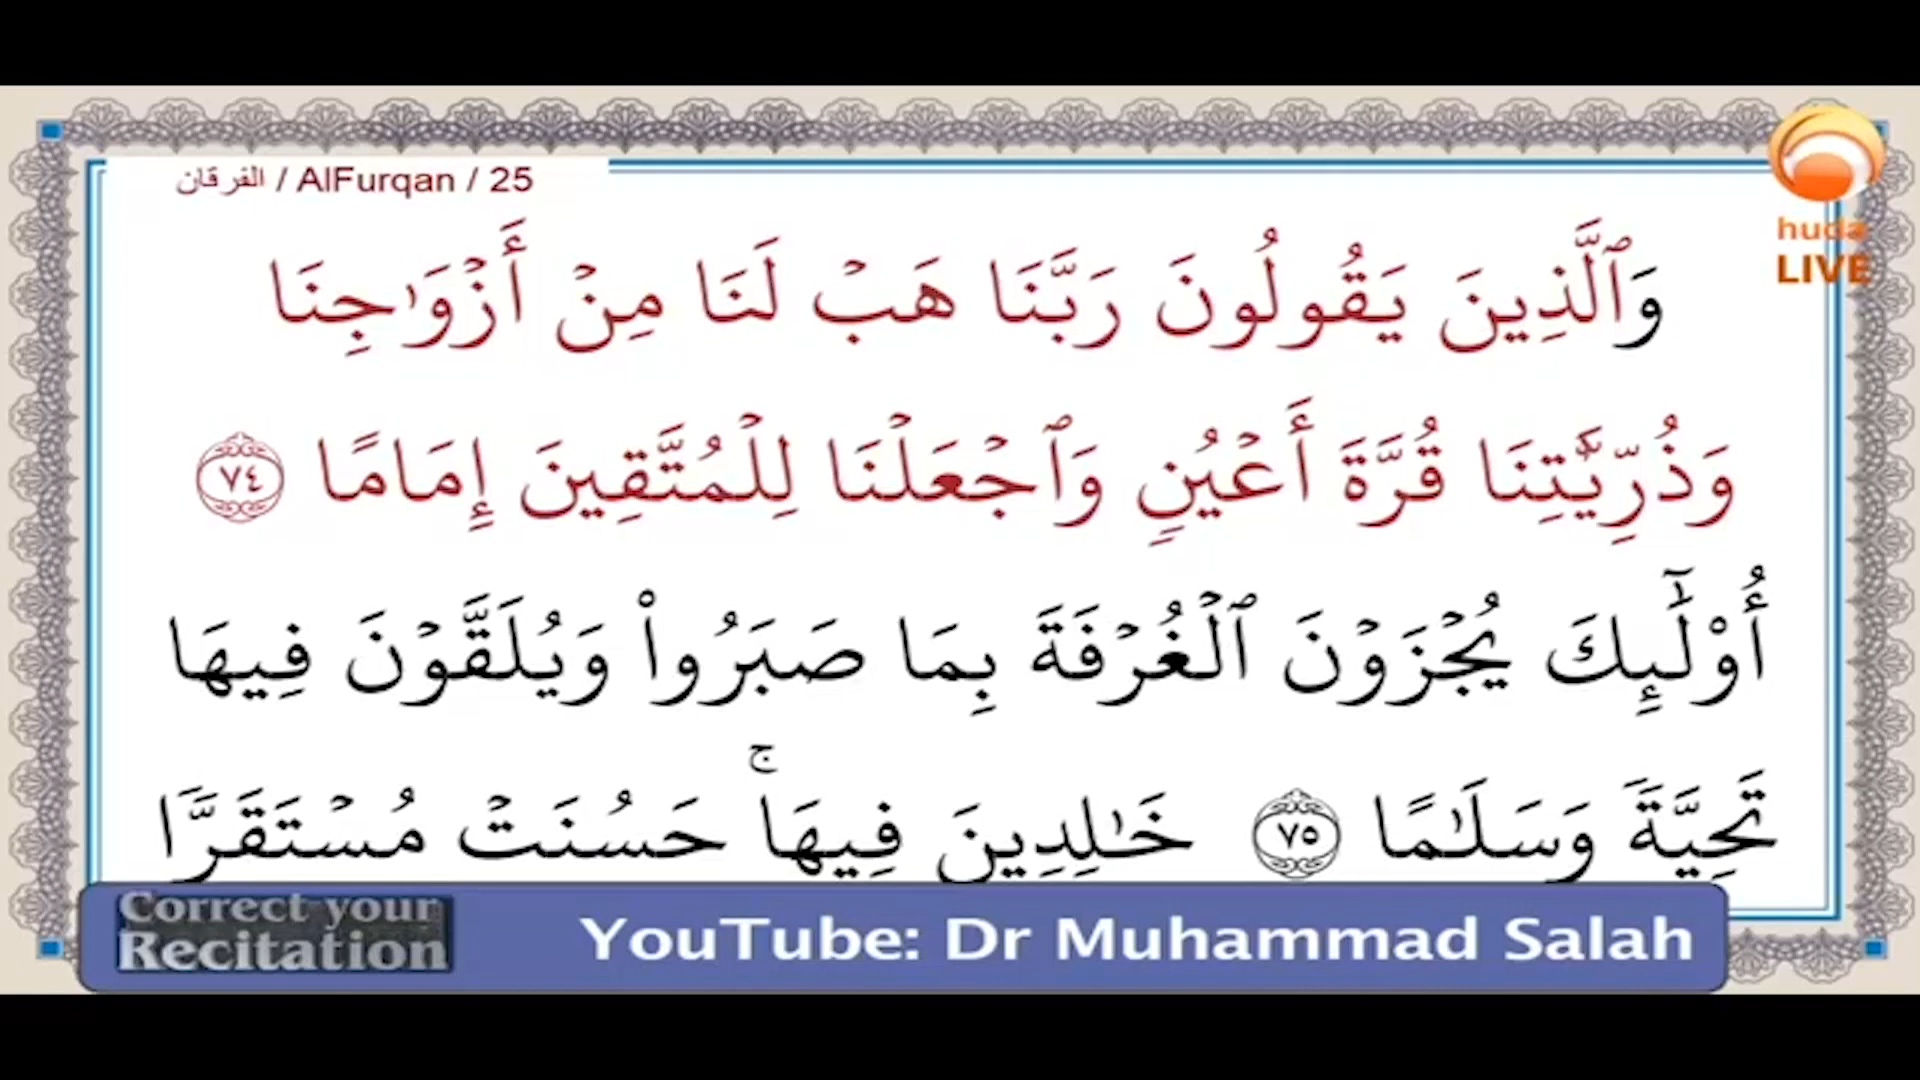 الفرقان / AlFurqan / 25
huda
LIVE
وَٱلَّذِينَ يَقُولُونَ رَبَّنَا هَبۡ لَنَا مِنۡ أَزۡوَٰجِنَا
وَذُرِّيَّٰتِنَا قُرَّةَ أَعۡيُنٖ وَٱجۡعَلۡنَا لِلۡمُتَّقِينَ إِمَامًا ٧٤
أُوْلَٰٓئِكَ يُجۡزَوۡنَ ٱلۡغُرۡفَةَ بِمَا صَبَرُواْ وَيُلَقَّوۡنَ فِيهَا
تَحِيَّةٗ وَسَلَٰمًا ٧٥ خَٰلِدِينَ فِيهَاۚ حَسُنَتۡ مُسۡتَقَرّٗا
Correct your
Recitation
YouTube: Dr Muhammad Salah